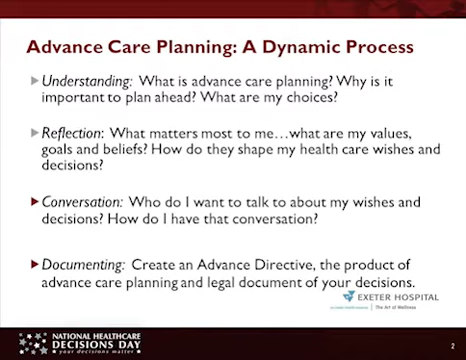 Advance Care Planning: A Dynamic Process
Understanding: What is advance care planning? Why is it
important to plan ahead? What are my choices?
Reflection: What matters most to me…what are my values,
goals and beliefs? How do they shape my health care wishes and
decisions?
Conversation: Who do I want to talk to about my wishes and
decisions? How do I have that conversation?
Documenting: Create an Advance Directive, the product of
advance care planning and legal document of your decisions.
EXETER HOSPITAL
The Art of Wellness
NATIONAL HEALTHCARE
DECISIONS DAY
your decisions matter
2